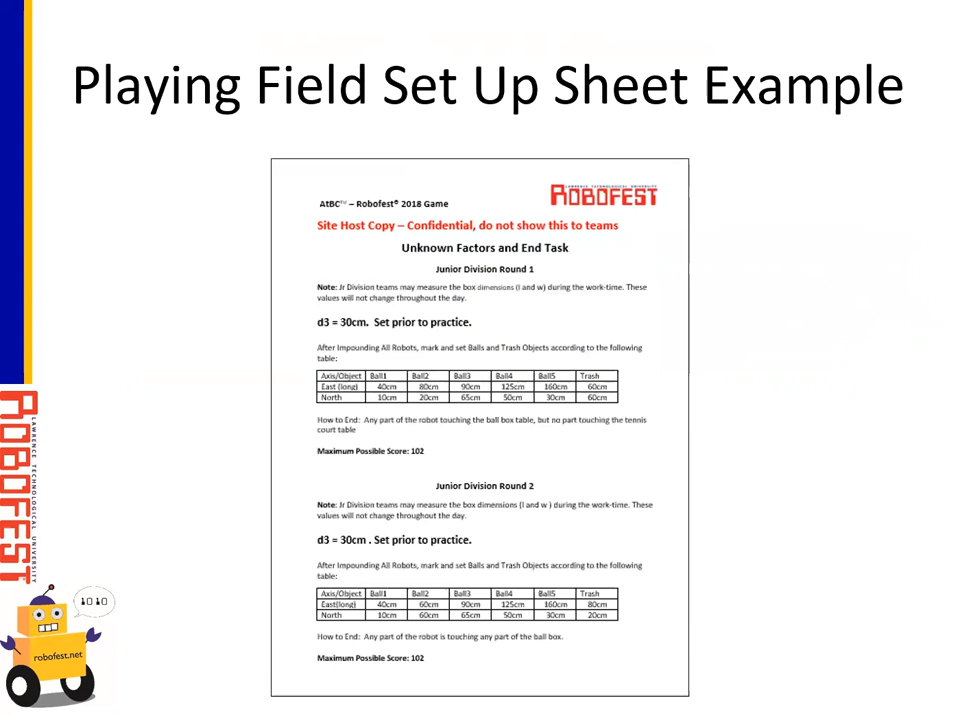 Playing Field Set Up Sheet Example
LAWRENCE TECHNOLOGICAL UNIVERSITY
ROBOFEST
AtBC™ – Robofest® 2018 Game
Site Host Copy – Confidential, do not show this to teams
Unknown Factors and End Task
Junior Division Round 1
Note: Jr Division teams may measure the box dimensions (l and w) during the work-time. These
values will not change throughout the day.
d3 = 30cm. Set prior to practice.
After Impounding All Robots, mark and set Balls and Trash Objects according to the following
table:
Axis/Object Ball1 Ball2 Ball3 Ball4 Ball5 Trash
East (long) 40cm 80cm 90cm 125cm 160cm 60cm
North 10cm 20cm 65cm 50cm 30cm 60cm
How to End: Any part of the robot touching the ball box table, but no part touching the tennis
court table
Maximum Possible Score: 102
Junior Division Round 2
Note: Jr Division teams may measure the box dimensions (l and w ) during the work-time. These
values will not change throughout the day.
d3 = 30cm . Set prior to practice.
After Impounding All Robots, mark and set Balls and Trash Objects according to the following
table:
Axis/Object Ball1 Ball2 Ball3 Ball4 Ball5 Trash
East(long) 40cm 60cm 90cm 125cm 160cm 80cm
North 10cm 60cm 65cm 50cm 30cm 20cm
How to End: Any part of the robot is touching any part of the ball box.
Maximum Possible Score: 102
ROBOFEST
LAWRENCE TECHNOLOGICAL UNIVERSITY
1010
robofest.net